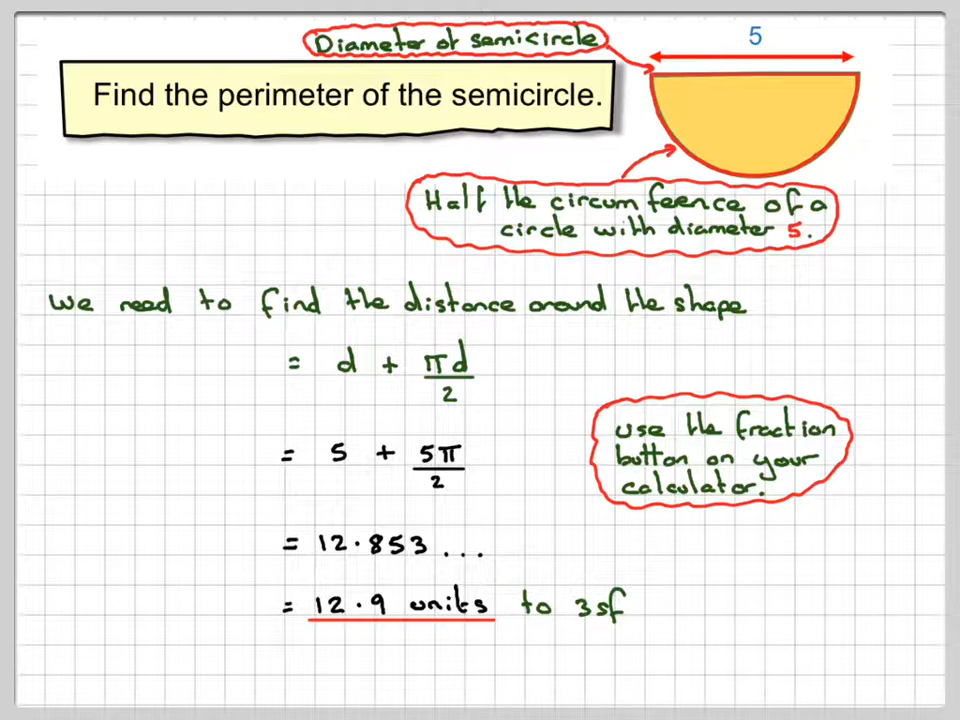 Diameter of semicircle
5
Find the perimeter of the semicircle.
Half the circumference of a
circle with diameter 5.
We need to find the distance around the shape
= d + πd/2
= 5 + 5π/2
use the fraction
button on your
calculator.
= 12.853...
= 12.9 units to 3sf